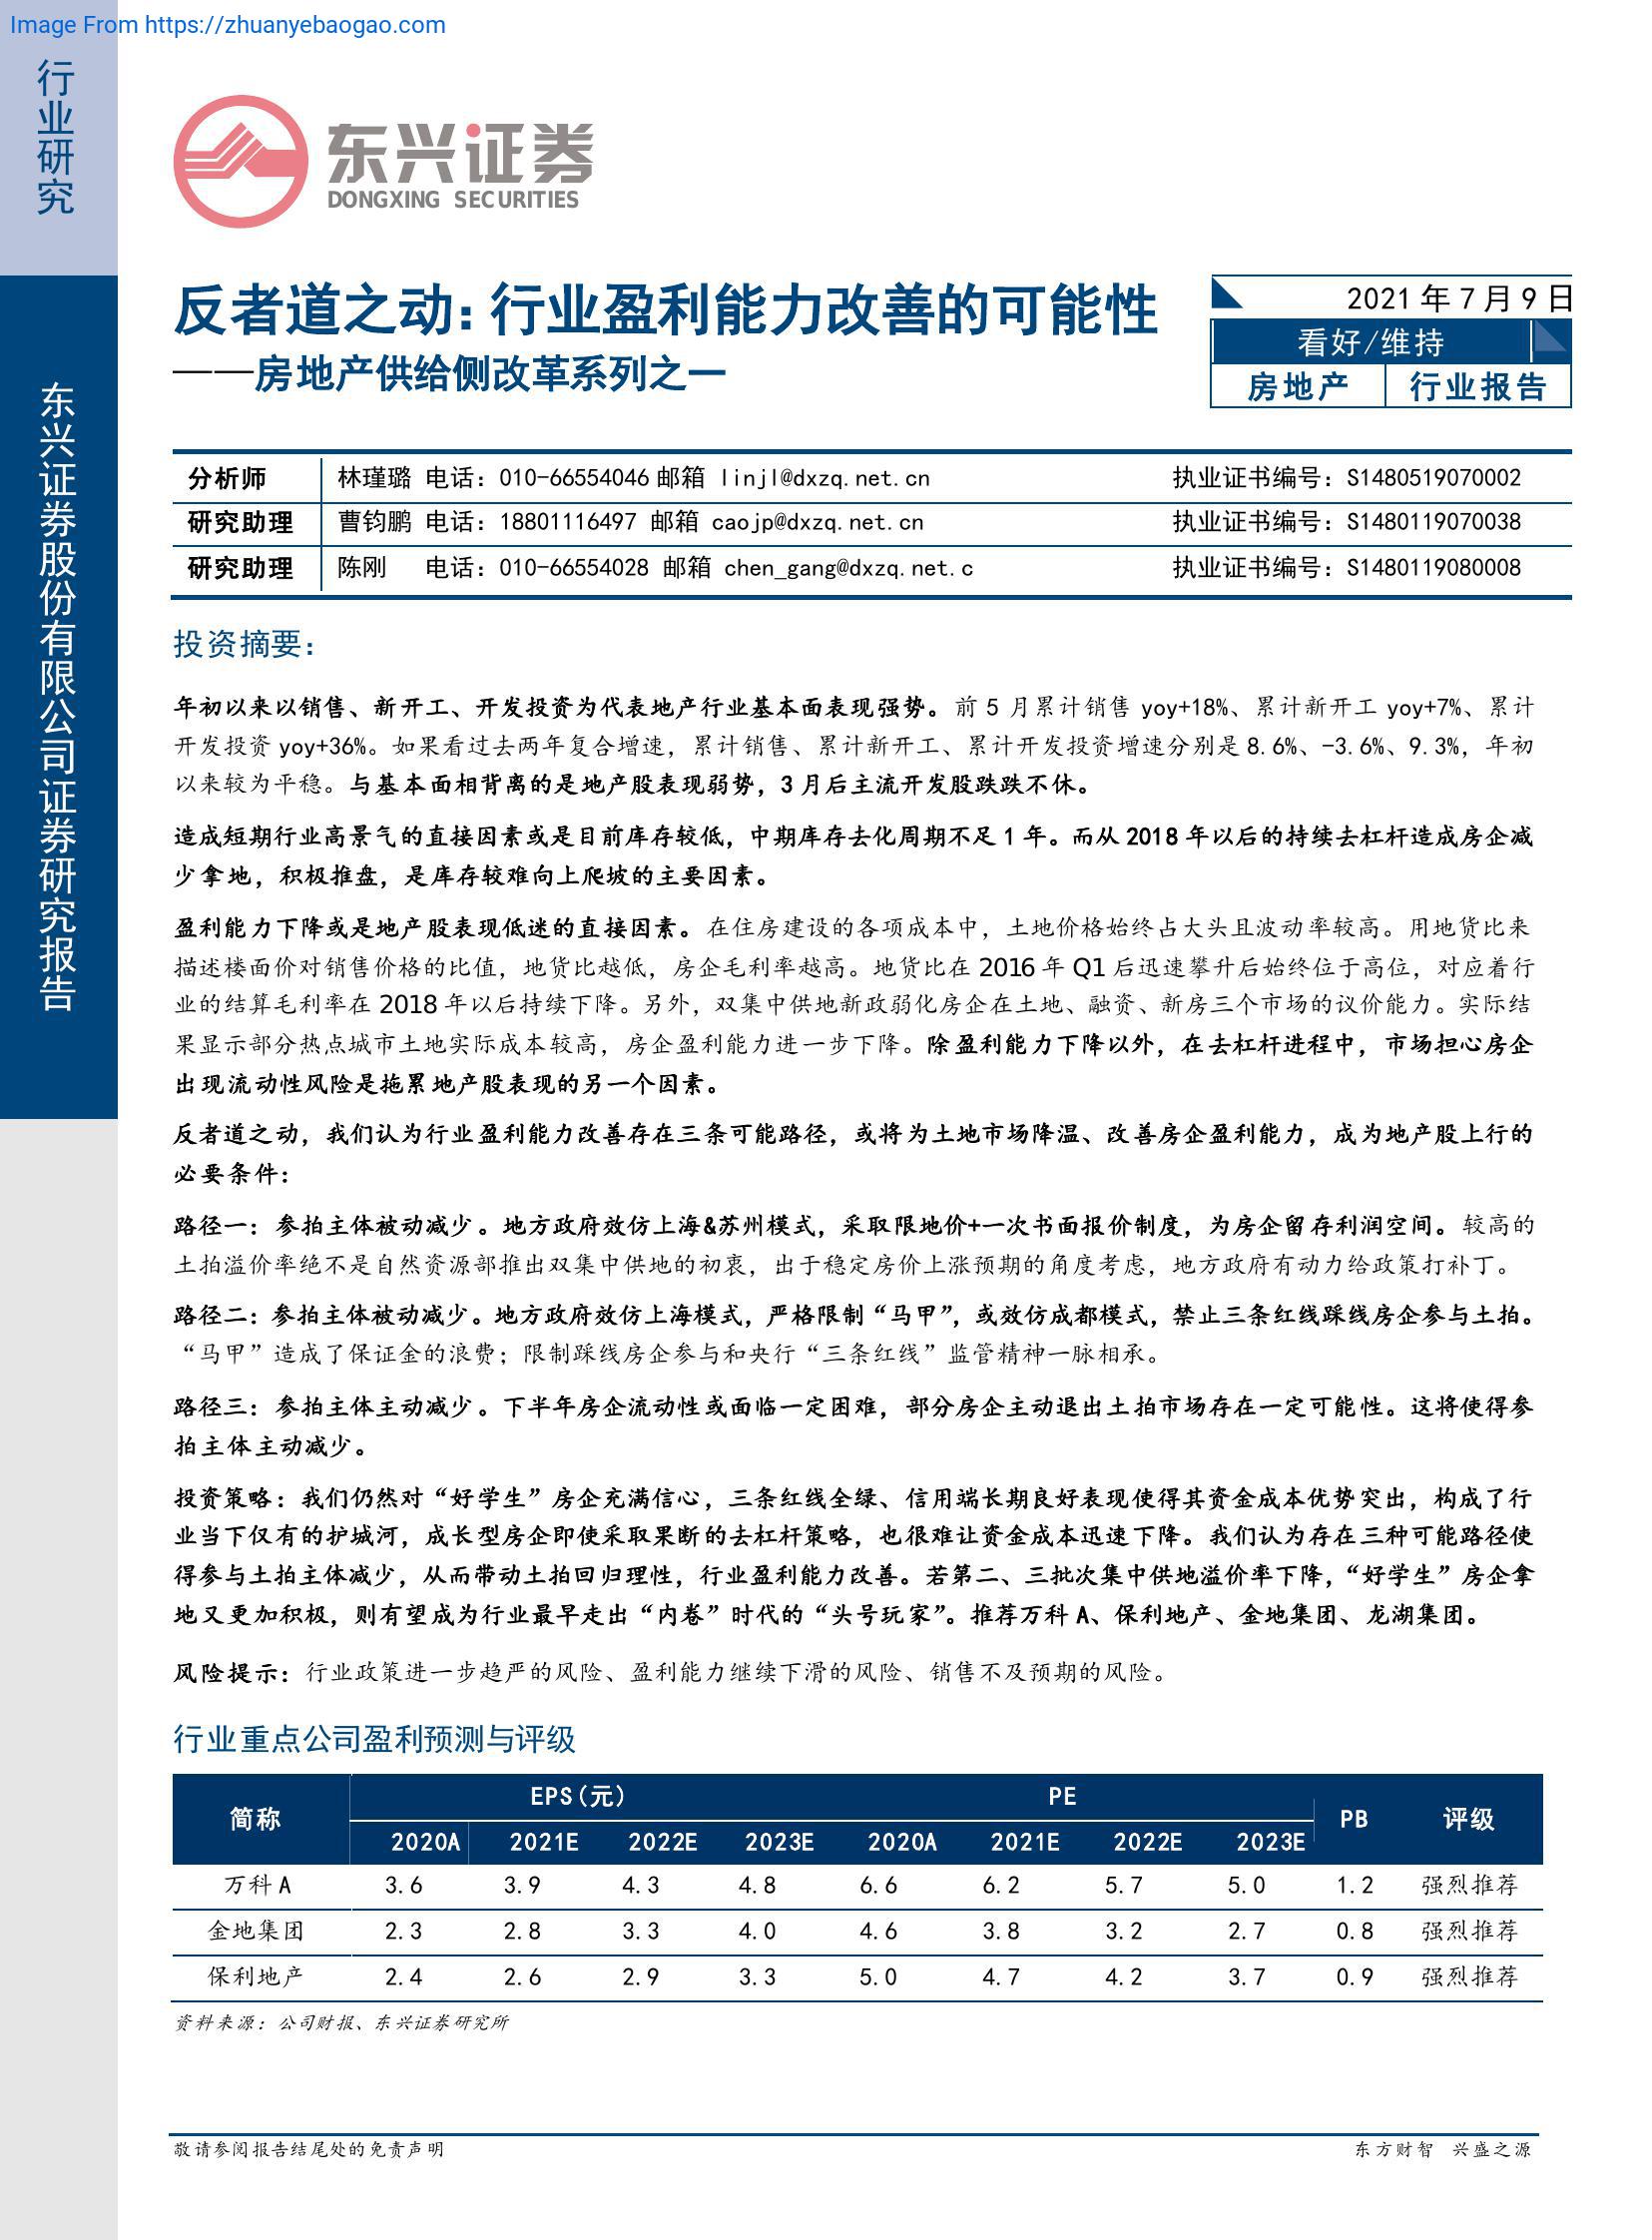 Image From https://zhuanyebaogao.com
行业研究
东兴证券股份有限公司证券研究报告
东兴证券
DONGXING SECURITIES
反者道之动：行业盈利能力改善的可能性
——房地产供给侧改革系列之一
2021 年 7 月 9 日
看好/维持
房地产 行业报告
分析师 林瑾璐 电话：010-66554046 邮箱 linjl@dxzq.net.cn 执业证书编号：S1480519070002
研究助理 曹钧鹏 电话：18801116497 邮箱 caojp@dxzq.net.cn 执业证书编号：S1480119070038
研究助理 陈刚 电话：010-66554028 邮箱 chen_gang@dxzq.net.c 执业证书编号：S1480119080008
投资摘要：
年初以来以销售、新开工、开发投资为代表地产行业基本面表现强势。前 5 月累计销售 yoy+18%、累计新开工 yoy+7%、累计
开发投资 yoy+36%。如果看过去两年复合增速，累计销售、累计新开工、累计开发投资增速分别是 8.6%、-3.6%、9.3%，年初
以来较为平稳。与基本面相背离的是地产股表现弱势，3 月后主流开发股跌跌不休。
造成短期行业高景气的直接因素或是目前库存较低，中期库存去化周期不足 1 年。而从 2018 年以后的持续去杠杆造成房企减
少拿地，积极推盘，是库存较难向上爬坡的主要因素。
盈利能力下降或是地产股表现低迷的直接因素。在住房建设的各项成本中，土地价格始终占大头且波动率较高。用地货比来
描述楼面价对销售价格的比值，地货比越低，房企毛利率越高。地货比在 2016 年 Q1 后迅速攀升后始终位于高位，对应着行
业的结算毛利率在 2018 年以后持续下降。另外，双集中供地新政弱化房企在土地、融资、新房三个市场的议价能力。实际结
果显示部分热点城市土地实际成本较高，房企盈利能力进一步下降。除盈利能力下降以外，在去杠杆进程中，市场担心房企
出现流动性风险是拖累地产股表现的另一个因素。
反者道之动，我们认为行业盈利能力改善存在三条可能路径，或将为土地市场降温、改善房企盈利能力，成为地产股上行的
必要条件：
路径一：参拍主体被动减少。地方政府效仿上海&苏州模式，采取限地价+一次书面报价制度，为房企留存利润空间。较高的
土拍溢价率绝不是自然资源部推出双集中供地的初衷，出于稳定房价上涨预期的角度考虑，地方政府有动力给政策打补丁。
路径二：参拍主体被动减少。地方政府效仿上海模式，严格限制“马甲”，或效仿成都模式，禁止三条红线踩线房企参与土拍。
“马甲”造成了保证金的浪费；限制踩线房企参与和央行“三条红线”监管精神一脉相承。
路径三：参拍主体主动减少。下半年房企流动性或面临一定困难，部分房企主动退出土拍市场存在一定可能性。这将使得参
拍主体主动减少。
投资策略：我们仍然对“好学生”房企充满信心，三条红线全绿、信用端长期良好表现使得其资金成本优势突出，构成了行
业当下仅有的护城河，成长型房企即使采取果断的去杠杆策略，也很难让资金成本迅速下降。我们认为存在三种可能路径使
得参与土拍主体减少，从而带动土拍回归理性，行业盈利能力改善。若第二、三批次集中供地溢价率下降，“好学生”房企拿
地又更加积极，则有望成为行业最早走出“内卷”时代的“头号玩家”。推荐万科 A、保利地产、金地集团、龙湖集团。
风险提示：行业政策进一步趋严的风险、盈利能力继续下滑的风险、销售不及预期的风险。
行业重点公司盈利预测与评级
简称 EPS(元) PE PB 评级
2020A 2021E 2022E 2023E 2020A 2021E 2022E 2023E
万科 A 3.6 3.9 4.3 4.8 6.6 6.2 5.7 5.0 1.2 强烈推荐
金地集团 2.3 2.8 3.3 4.0 4.6 3.8 3.2 2.7 0.8 强烈推荐
保利地产 2.4 2.6 2.9 3.3 5.0 4.7 4.2 3.7 0.9 强烈推荐
资料来源：公司财报、东兴证券研究所
敬请参阅报告结尾处的免责声明
东方财智 兴盛之源